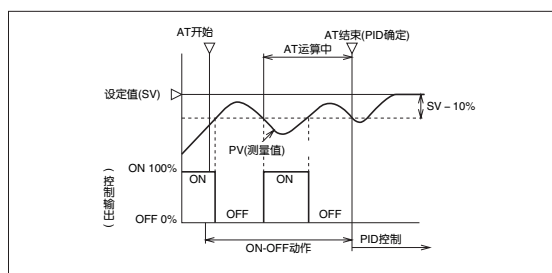 AT开始
AT结束(PID确定)
AT运算中
设定值(SV)
SV－10%
PV(测量值)
ON 100%
ON
ON
(控制输出)
OFF 0%
OFF
OFF
ON-OFF动作
PID控制